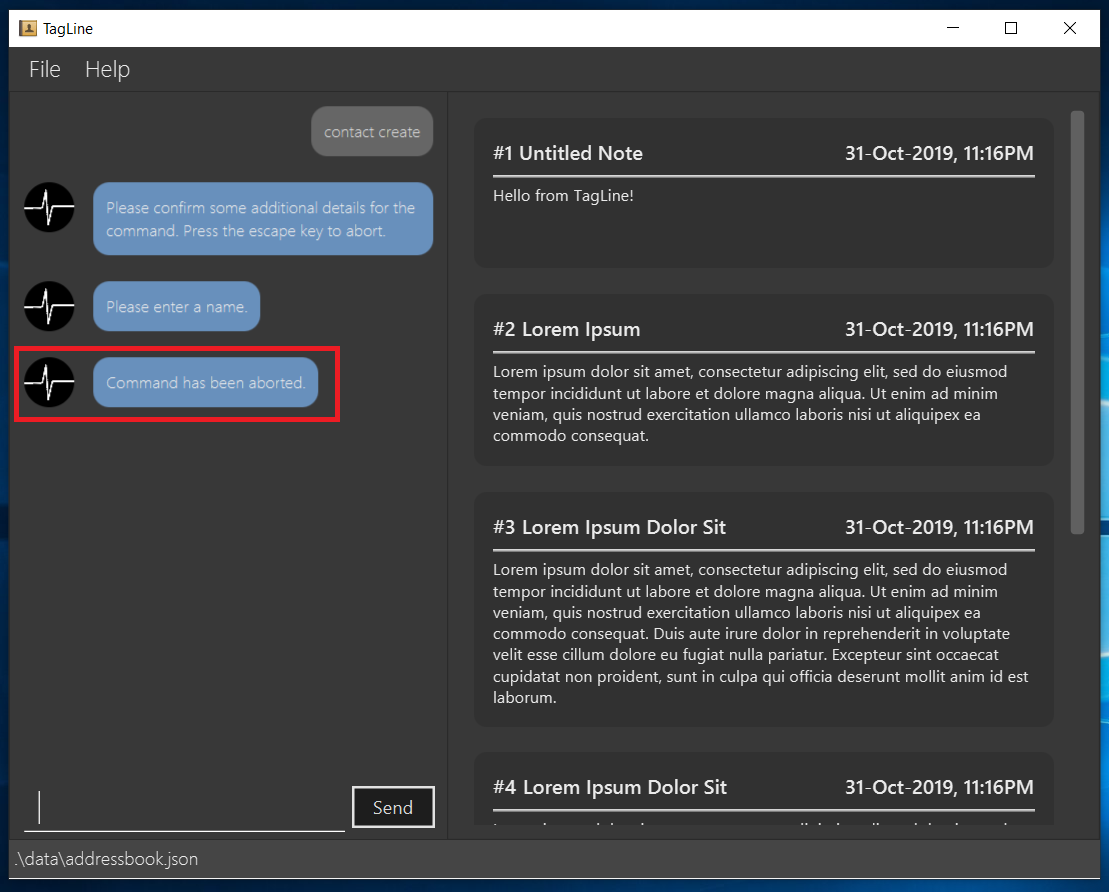 TagLine
File Help
contact create
Please confirm some additional details for the
command. Press the escape key to abort.
Please enter a name.
Command has been aborted.
Send
#1 Untitled Note 31-Oct-2019, 11:16PM
Hello from TagLine!
#2 Lorem Ipsum 31-Oct-2019, 11:16PM
Lorem ipsum dolor sit amet, consectetur adipiscing elit, sed do eiusmod
tempor incididunt ut labore et dolore magna aliqua. Ut enim ad minim
veniam, quis nostrud exercitation ullamco laboris nisi ut aliquipex ea
commodo consequat.
#3 Lorem Ipsum Dolor Sit 31-Oct-2019, 11:16PM
Lorem ipsum dolor sit amet, consectetur adipiscing elit, sed do eiusmod
tempor incididunt ut labore et dolore magna aliqua. Ut enim ad minim
veniam, quis nostrud exercitation ullamco laboris nisi ut aliquipex ea
commodo consequat. Duis aute irure dolor in reprehenderit in voluptate
velit esse cillum dolore eu fugiat nulla pariatur. Excepteur sint occaecat
cupidatat non proident, sunt in culpa qui officia deserunt mollit anim id est
laborum.
#4 Lorem Ipsum Dolor Sit 31-Oct-2019, 11:16PM
.\data\addressbook.json